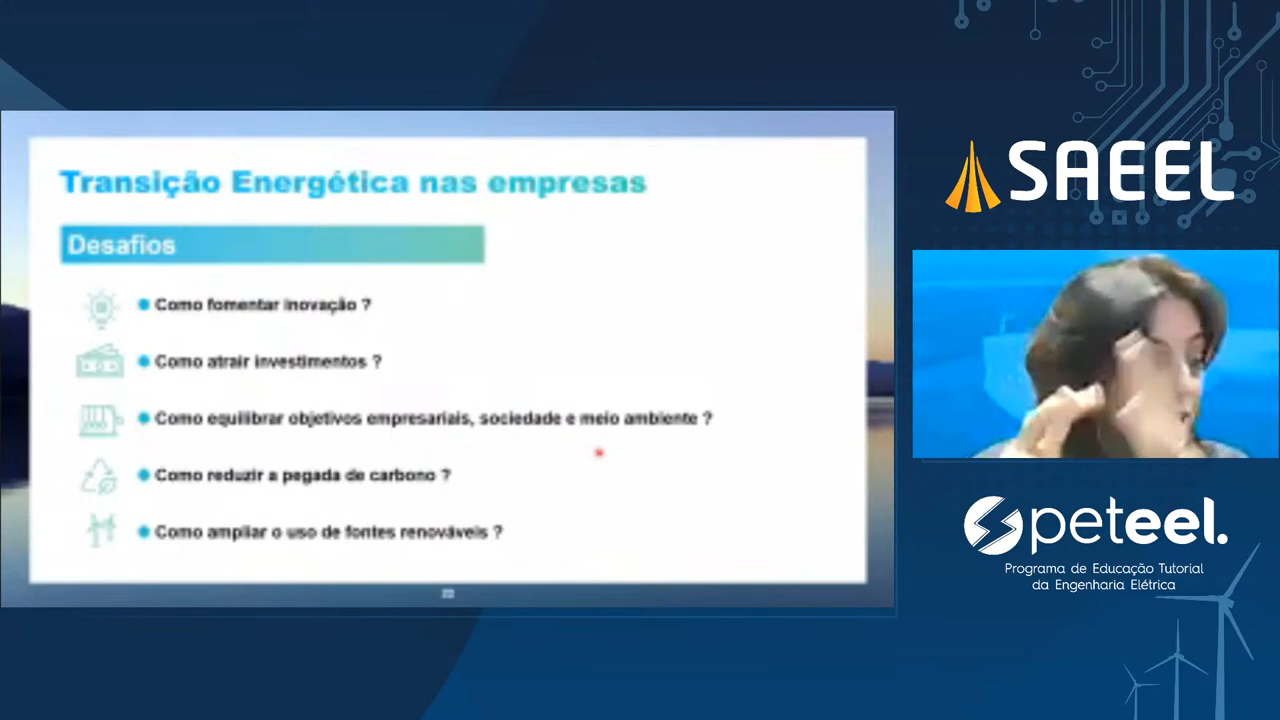 Transição Energética nas empresas
Desafios
Como fomentar inovação ?
Como atrair investimentos ?
Como equilibrar objetivos empresariais, sociedade e meio ambiente ?
Como reduzir a pegada de carbono ?
Como ampliar o uso de fontes renováveis ?
SAEEL
peteel.
Programa de Educação Tutorial
da Engenharia Elétrica